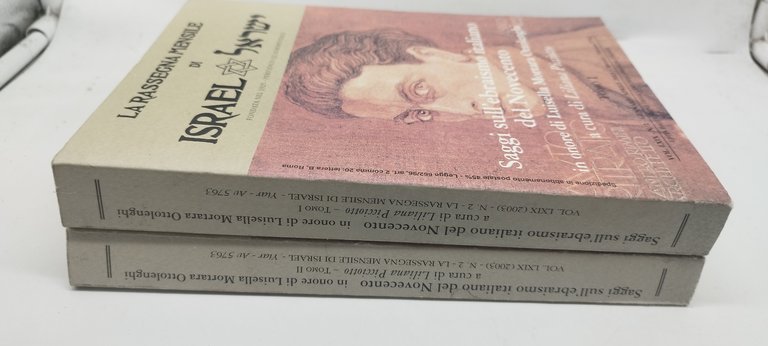 LA RASSEGNA MENSILE
DI
ISRAEL ישראל
Saggi sull'ebraismo italiano
del Novecento
in onore di Luisella Mortara Ottolenghi
a cura di Liliana Picciotto
TOMO I
Spedizione in abbonamento postale 45% - Legge 662/96, art. 2 comma 20, lettera B, Roma
Saggi sull'ebraismo italiano del Novecento in onore di Luisella Mortara Ottolenghi
a cura di Liliana Picciotto – TOMO I
VOL. LXIX (2003) - N. 2 - LA RASSEGNA MENSILE DI ISRAEL - Yiar - Av 5763
Saggi sull'ebraismo italiano del Novecento in onore di Luisella Mortara Ottolenghi
a cura di Liliana Picciotto – TOMO II
VOL. LXIX (2003) - N. 2 - LA RASSEGNA MENSILE DI ISRAEL - Yiar - Av 5763